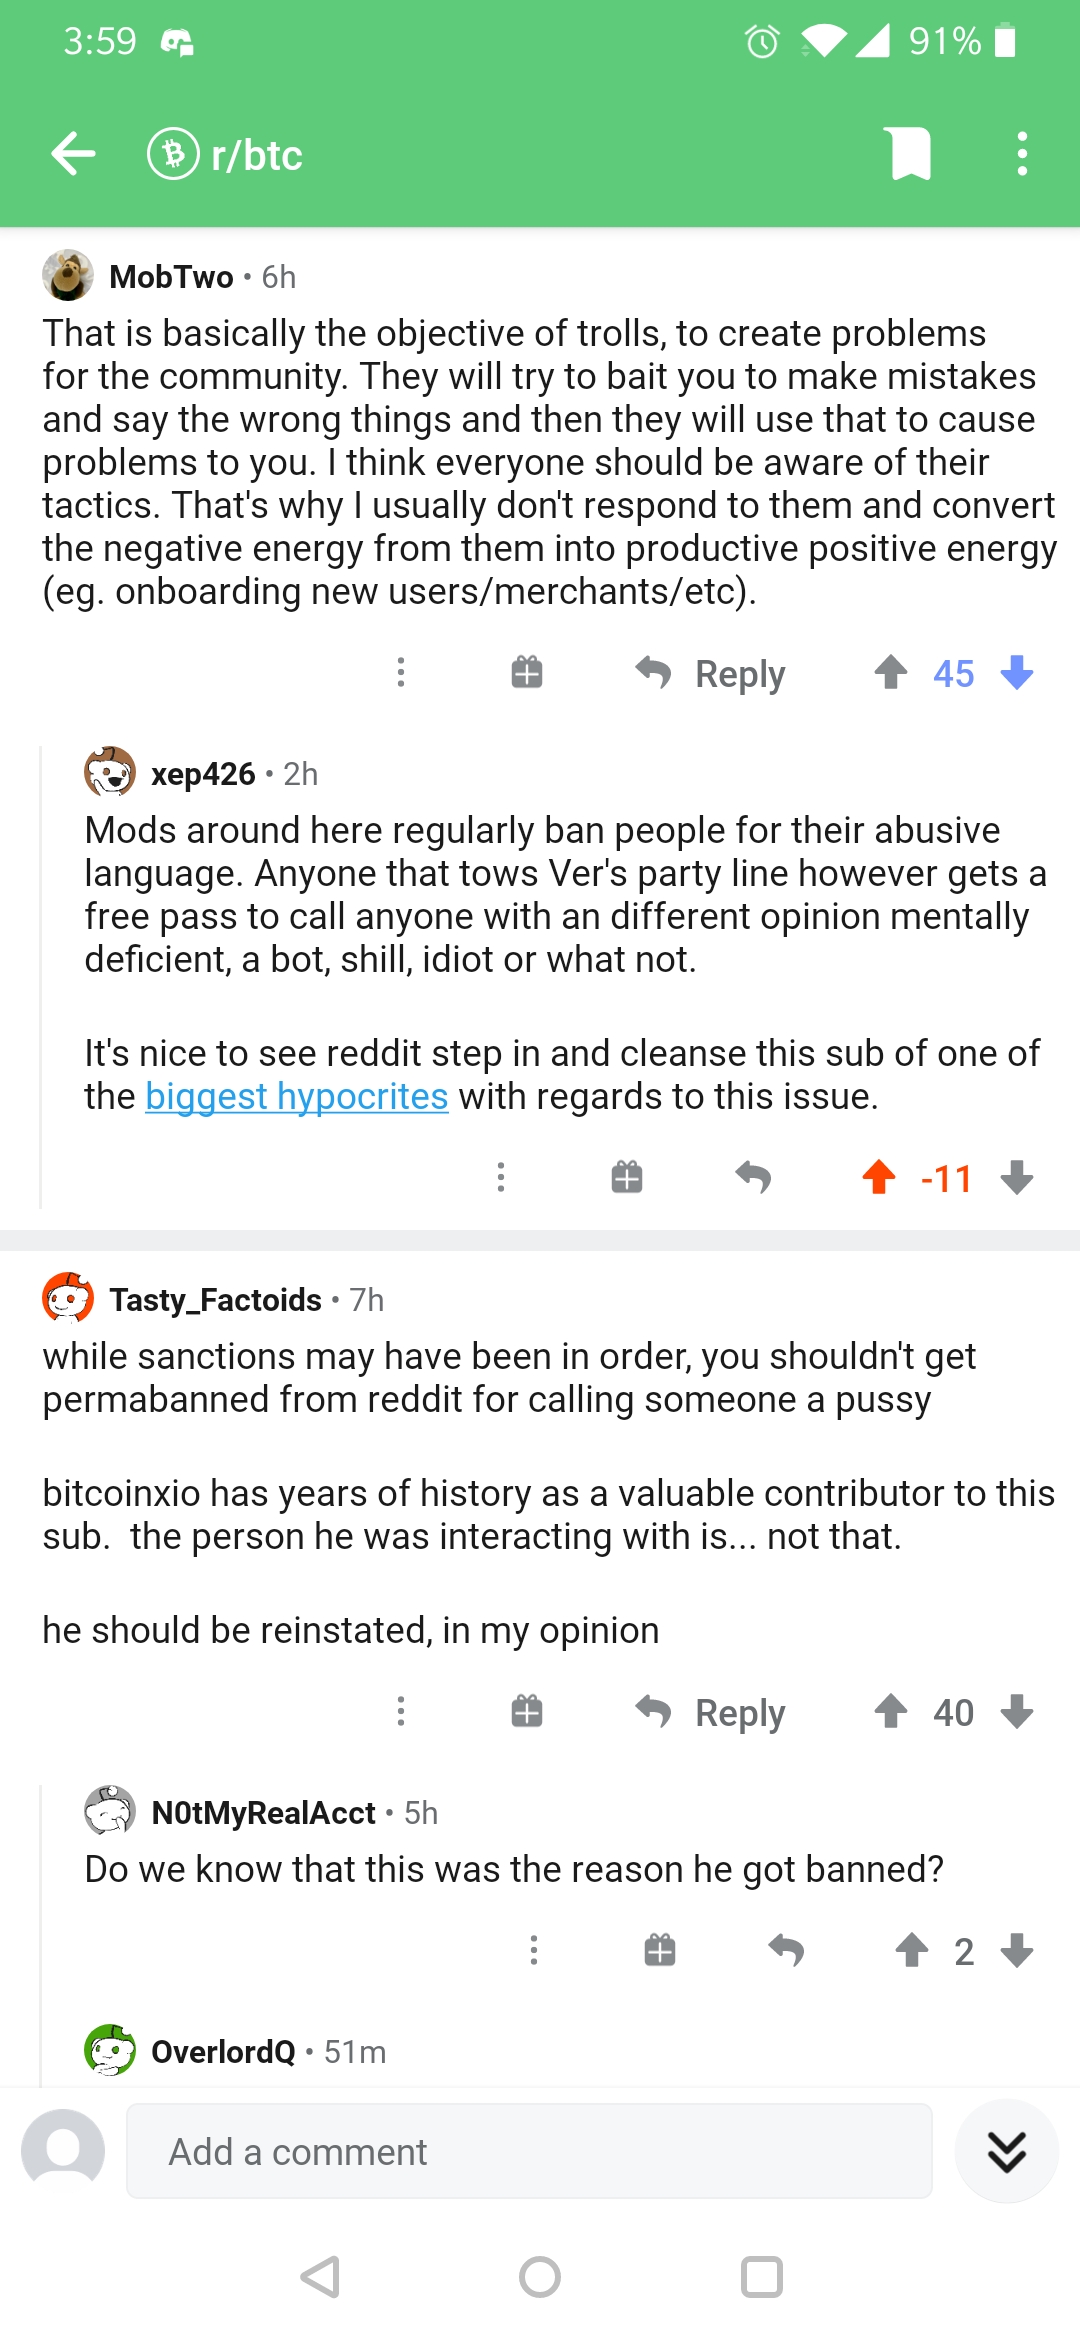 3:59
91%
r/btc
MobTwo • 6h
That is basically the objective of trolls, to create problems
for the community. They will try to bait you to make mistakes
and say the wrong things and then they will use that to cause
problems to you. I think everyone should be aware of their
tactics. That's why I usually don't respond to them and convert
the negative energy from them into productive positive energy
(eg. onboarding new users/merchants/etc).
Reply 45
xep426 • 2h
Mods around here regularly ban people for their abusive
language. Anyone that tows Ver's party line however gets a
free pass to call anyone with an different opinion mentally
deficient, a bot, shill, idiot or what not.
It's nice to see reddit step in and cleanse this sub of one of
the biggest hypocrites with regards to this issue.
-11
Tasty_Factoids • 7h
while sanctions may have been in order, you shouldn't get
permabanned from reddit for calling someone a pussy
bitcoinxio has years of history as a valuable contributor to this
sub.  the person he was interacting with is... not that.
he should be reinstated, in my opinion
Reply 40
N0tMyRealAcct • 5h
Do we know that this was the reason he got banned?
2
OverlordQ • 51m
Add a comment